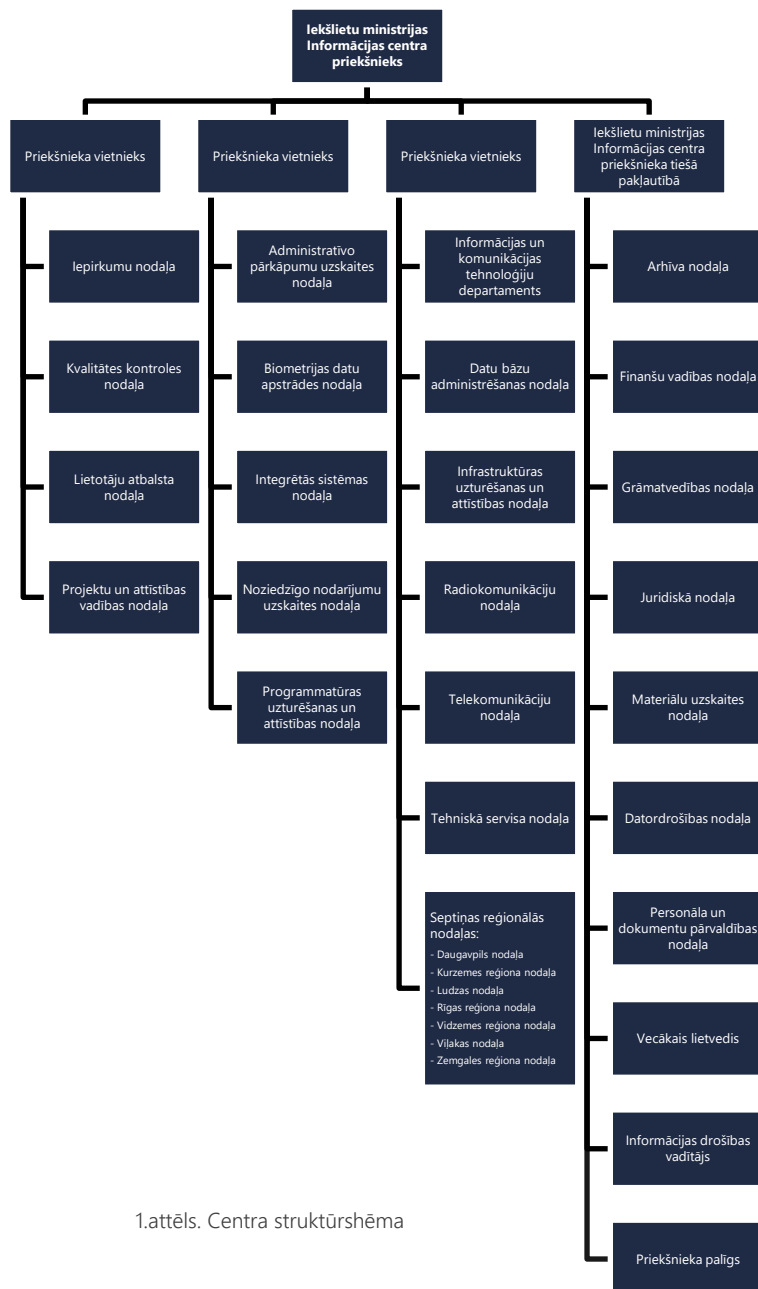 Iekšlietu ministrijas
Informācijas centra
priekšnieks
Priekšnieka vietnieks
Priekšnieka vietnieks
Priekšnieka vietnieks
Iekšlietu ministrijas
Informācijas centra
priekšnieka tiešā
pakļautībā
Iepirkumu nodaļa
Kvalitātes kontroles
nodaļa
Lietotāju atbalsta
nodaļa
Projektu un attīstības
vadības nodaļa
Administratīvo
pārkāpumu uzskaites
nodaļa
Biometrijas datu
apstrādes nodaļa
Integrētās sistēmas
nodaļa
Noziedzīgo nodarījumu
uzskaites nodaļa
Programmatūras
uzturēšanas un
attīstības nodaļa
Informācijas un
komunikācijas
tehnoloģiju
departaments
Datu bāzu
administrēšanas nodaļa
Infrastruktūras
uzturēšanas un
attīstības nodaļa
Radiokomunikāciju
nodaļa
Telekomunikāciju
nodaļa
Tehniskā servisa nodaļa
Septiņas reģionālās
nodaļas:
- Daugavpils nodaļa
- Kurzemes reģiona nodaļa
- Ludzas nodaļa
- Rīgas reģiona nodaļa
- Vidzemes reģiona nodaļa
- Viļakas nodaļa
- Zemgales reģiona nodaļa
Arhīva nodaļa
Finanšu vadības nodaļa
Grāmatvedības nodaļa
Juridiskā nodaļa
Materiālu uzskaites
nodaļa
Datordrošības nodaļa
Personāla un
dokumentu pārvaldības
nodaļa
Vecākais lietvedis
Informācijas drošības
vadītājs
Priekšnieka palīgs
1.attēls. Centra struktūrshēma